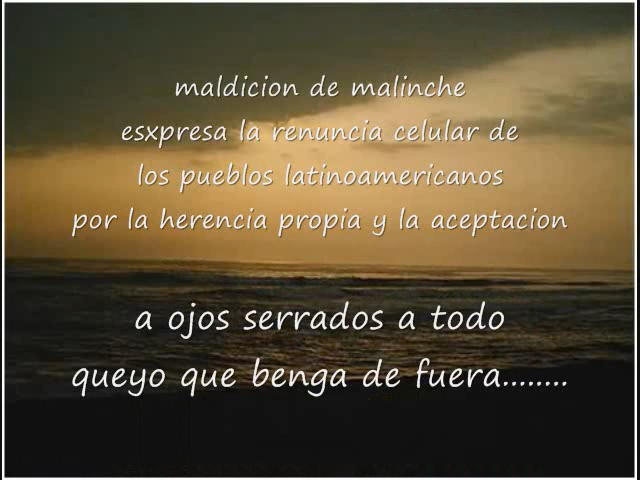 maldicion de malinche
esxpresa la renuncia celular de
los pueblos latinoamericanos
por la herencia propia y la aceptacion
a ojos serrados a todo
queyo que benga de fuera........